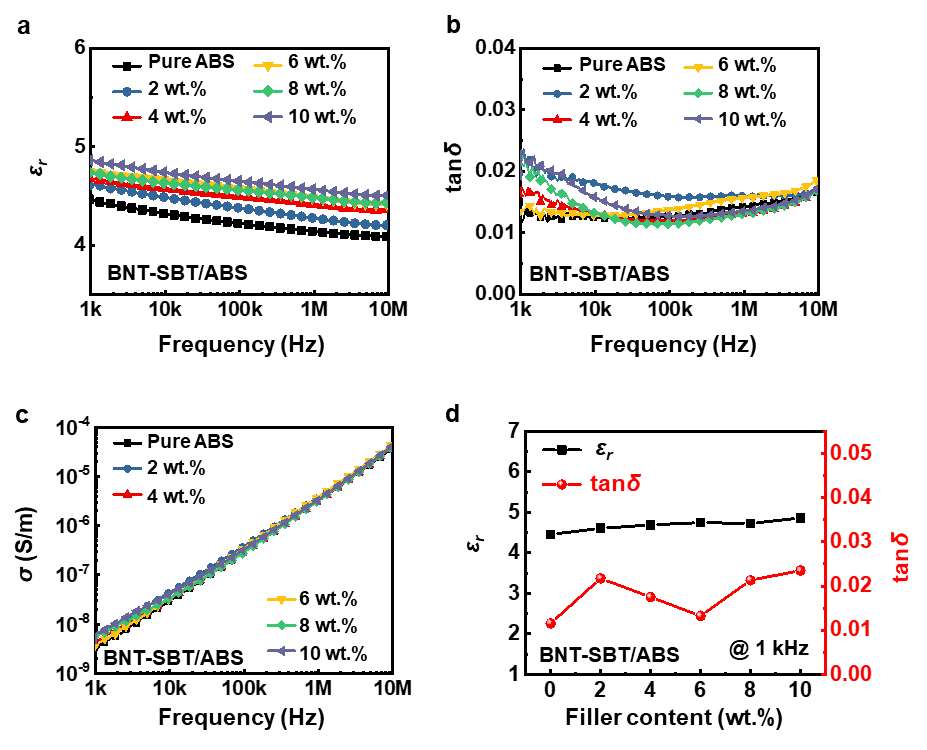 a
6
5
4
εr
Pure ABS
2 wt.%
4 wt.%
6 wt.%
8 wt.%
10 wt.%
BNT-SBT/ABS
1k 10k 100k 1M 10M
Frequency (Hz)
b
0.04
0.03
0.02
0.01
0.00
tanδ
Pure ABS
2 wt.%
4 wt.%
6 wt.%
8 wt.%
10 wt.%
BNT-SBT/ABS
1k 10k 100k 1M 10M
Frequency (Hz)
c
10-4
10-5
10-6
10-7
10-8
10-9
σ (S/m)
Pure ABS
2 wt.%
4 wt.%
6 wt.%
8 wt.%
10 wt.%
BNT-SBT/ABS
1k 10k 100k 1M 10M
Frequency (Hz)
d
7
6
5
4
3
2
1
εr
εr
tanδ
BNT-SBT/ABS
@ 1 kHz
0.05
0.04
0.03
0.02
0.01
0.00
tanδ
0 2 4 6 8 10
Filler content (wt.%)